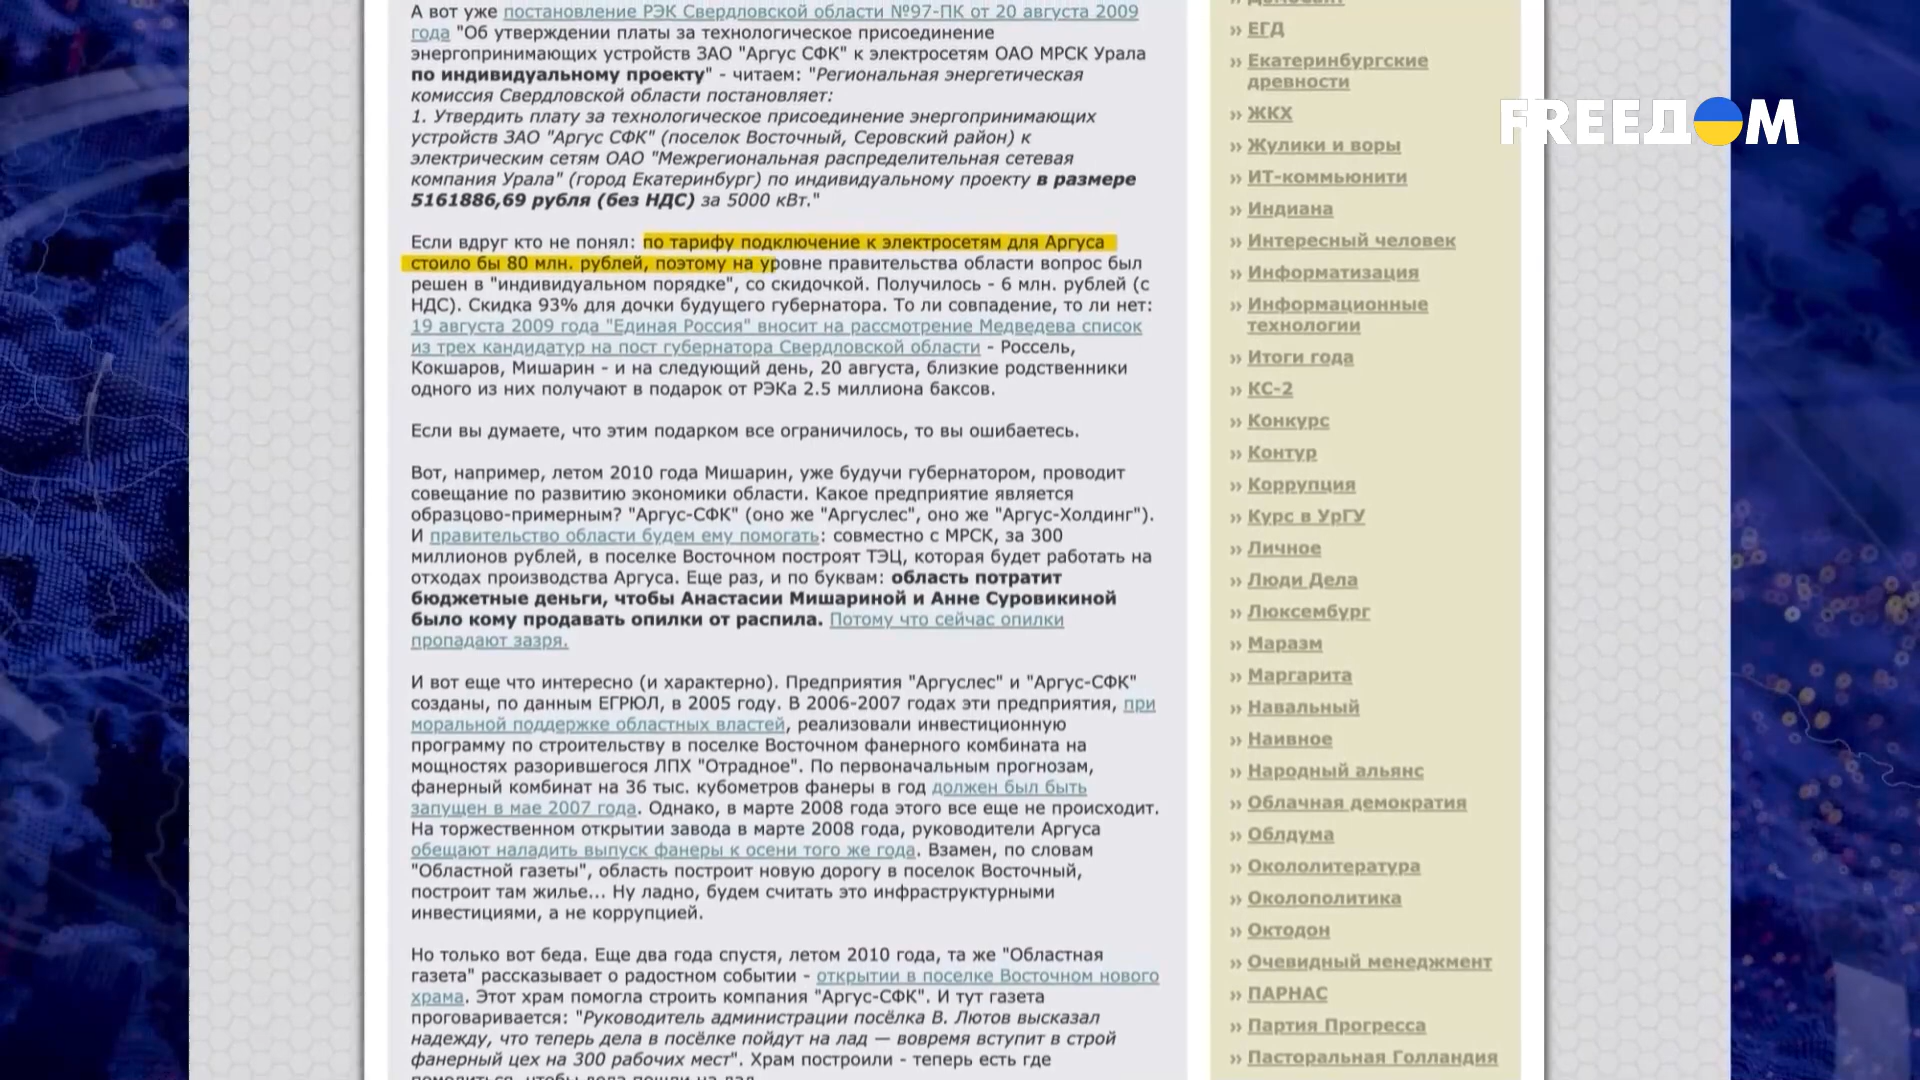 А вот уже постановление РЭК Свердловской области №97-ПК от 20 августа 2009
года "Об утверждении платы за технологическое присоединение
энергопринимающих устройств ЗАО "Аргус СФК" к электросетям ОАО МРСК Урала
по индивидуальному проекту" - читаем: "Региональная энергетическая
комиссия Свердловской области постановляет:
1. Утвердить плату за технологическое присоединение энергопринимающих
устройств ЗАО "Аргус СФК" (поселок Восточный, Серовский район) к
электрическим сетям ОАО "Межрегиональная распределительная сетевая
компания Урала" (город Екатеринбург) по индивидуальному проекту в размере
5161886,69 рубля (без НДС) за 5000 кВт."
Если вдруг кто не понял: по тарифу подключение к электросетям для Аргуса
стоило бы 80 млн. рублей, поэтому на уровне правительства области вопрос был
решен в "индивидуальном порядке", со скидочкой. Получилось - 6 млн. рублей (с
НДС). Скидка 93% для дочки будущего губернатора. То ли совпадение, то ли нет:
19 августа 2009 года "Единая Россия" вносит на рассмотрение Медведева список
из трех кандидатур на пост губернатора Свердловской области - Россель,
Кокшаров, Мишарин - и на следующий день, 20 августа, близкие родственники
одного из них получают в подарок от РЭКа 2.5 миллиона баксов.
Если вы думаете, что этим подарком все ограничилось, то вы ошибаетесь.
Вот, например, летом 2010 года Мишарин, уже будучи губернатором, проводит
совещание по развитию экономики области. Какое предприятие является
образцово-примерным? "Аргус-СФК" (оно же "Аргуслес", оно же "Аргус-Холдинг").
И правительство области будем ему помогать: совместно с МРСК, за 300
миллионов рублей, в поселке Восточном построят ТЭЦ, которая будет работать на
отходах производства Аргуса. Еще раз, и по буквам: область потратит
бюджетные деньги, чтобы Анастасии Мишариной и Анне Суровикиной
было кому продавать опилки от распила. Потому что сейчас опилки
пропадают зазря.
И вот еще что интересно (и характерно). Предприятия "Аргуслес" и "Аргус-СФК"
созданы, по данным ЕГРЮЛ, в 2005 году. В 2006-2007 годах эти предприятия, при
моральной поддержке областных властей, реализовали инвестиционную
программу по строительству в поселке Восточном фанерного комбината на
мощностях разорившегося ЛПХ "Отрадное". По первоначальным прогнозам,
фанерный комбинат на 36 тыс. кубометров фанеры в год должен был быть
запущен в мае 2007 года. Однако, в марте 2008 года этого все еще не происходит.
На торжественном открытии завода в марте 2008 года, руководители Аргуса
обещают наладить выпуск фанеры к осени того же года. Взамен, по словам
"Областной газеты", область построит новую дорогу в поселок Восточный,
построит там жилье... Ну ладно, будем считать это инфраструктурными
инвестициями, а не коррупцией.
Но только вот беда. Еще два года спустя, летом 2010 года, та же "Областная
газета" рассказывает о радостном событии - открытии в поселке Восточном нового
храма. Этот храм помогла строить компания "Аргус-СФК". И тут газета
проговаривается: "Руководитель администрации посёлка В. Лютов высказал
надежду, что теперь дела в посёлке пойдут на лад — вовремя вступит в строй
фанерный цех на 300 рабочих мест". Храм построили - теперь есть где
›› ЕГД
›› Екатеринбургские
древности
›› ЖКХ
›› Жулики и воры
›› ИТ-коммьюнити
›› Индиана
›› Интересный человек
›› Информатизация
›› Информационные
технологии
›› Итоги года
›› КС-2
›› Конкурс
›› Контур
›› Коррупция
›› Курс в УрГУ
›› Личное
›› Люди Дела
›› Люксембург
›› Маразм
›› Маргарита
›› Навальный
›› Наивное
›› Народный альянс
›› Облачная демократия
›› Облдума
›› Окололитература
›› Околополитика
›› Октодон
›› Очевидный менеджмент
›› ПАРНАС
›› Партия Прогресса
›› Пасторальная Голландия
FREEДOM